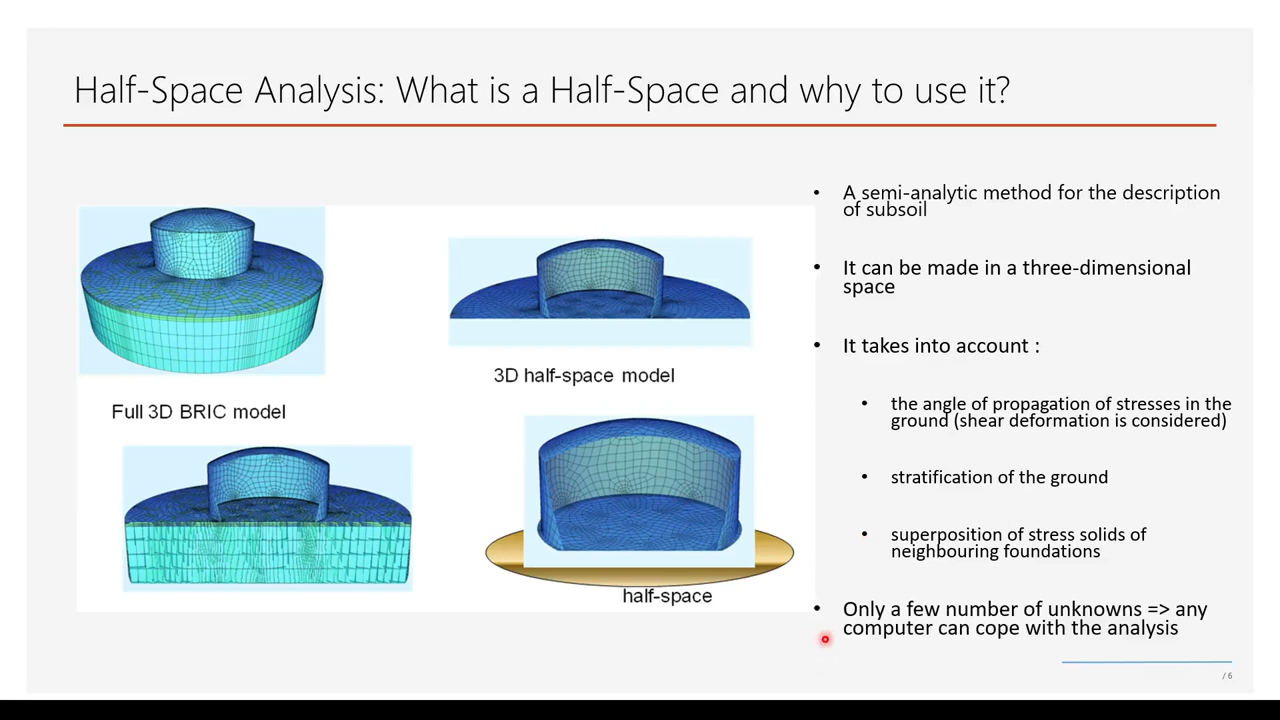 Half-Space Analysis: What is a Half-Space and why to use it?
Full 3D BRIC model
3D half-space model
half-space
• A semi-analytic method for the description
of subsoil
• It can be made in a three-dimensional
space
• It takes into account :
• the angle of propagation of stresses in the
ground (shear deformation is considered)
• stratification of the ground
• superposition of stress solids of
neighbouring foundations
• Only a few number of unknowns => any
computer can cope with the analysis
/ 6